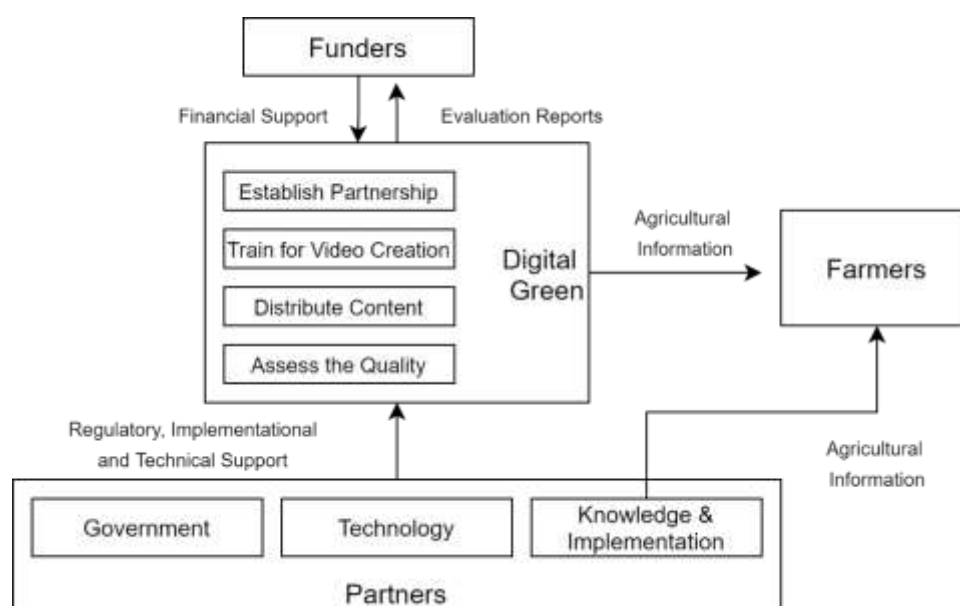 Funders
Financial Support
Evaluation Reports
Establish Partnership
Train for Video Creation
Distribute Content
Assess the Quality
Digital
Green
Agricultural
Information
Farmers
Regulatory, Implementational
and Technical Support
Agricultural
Information
Government
Technology
Knowledge &
Implementation
Partners